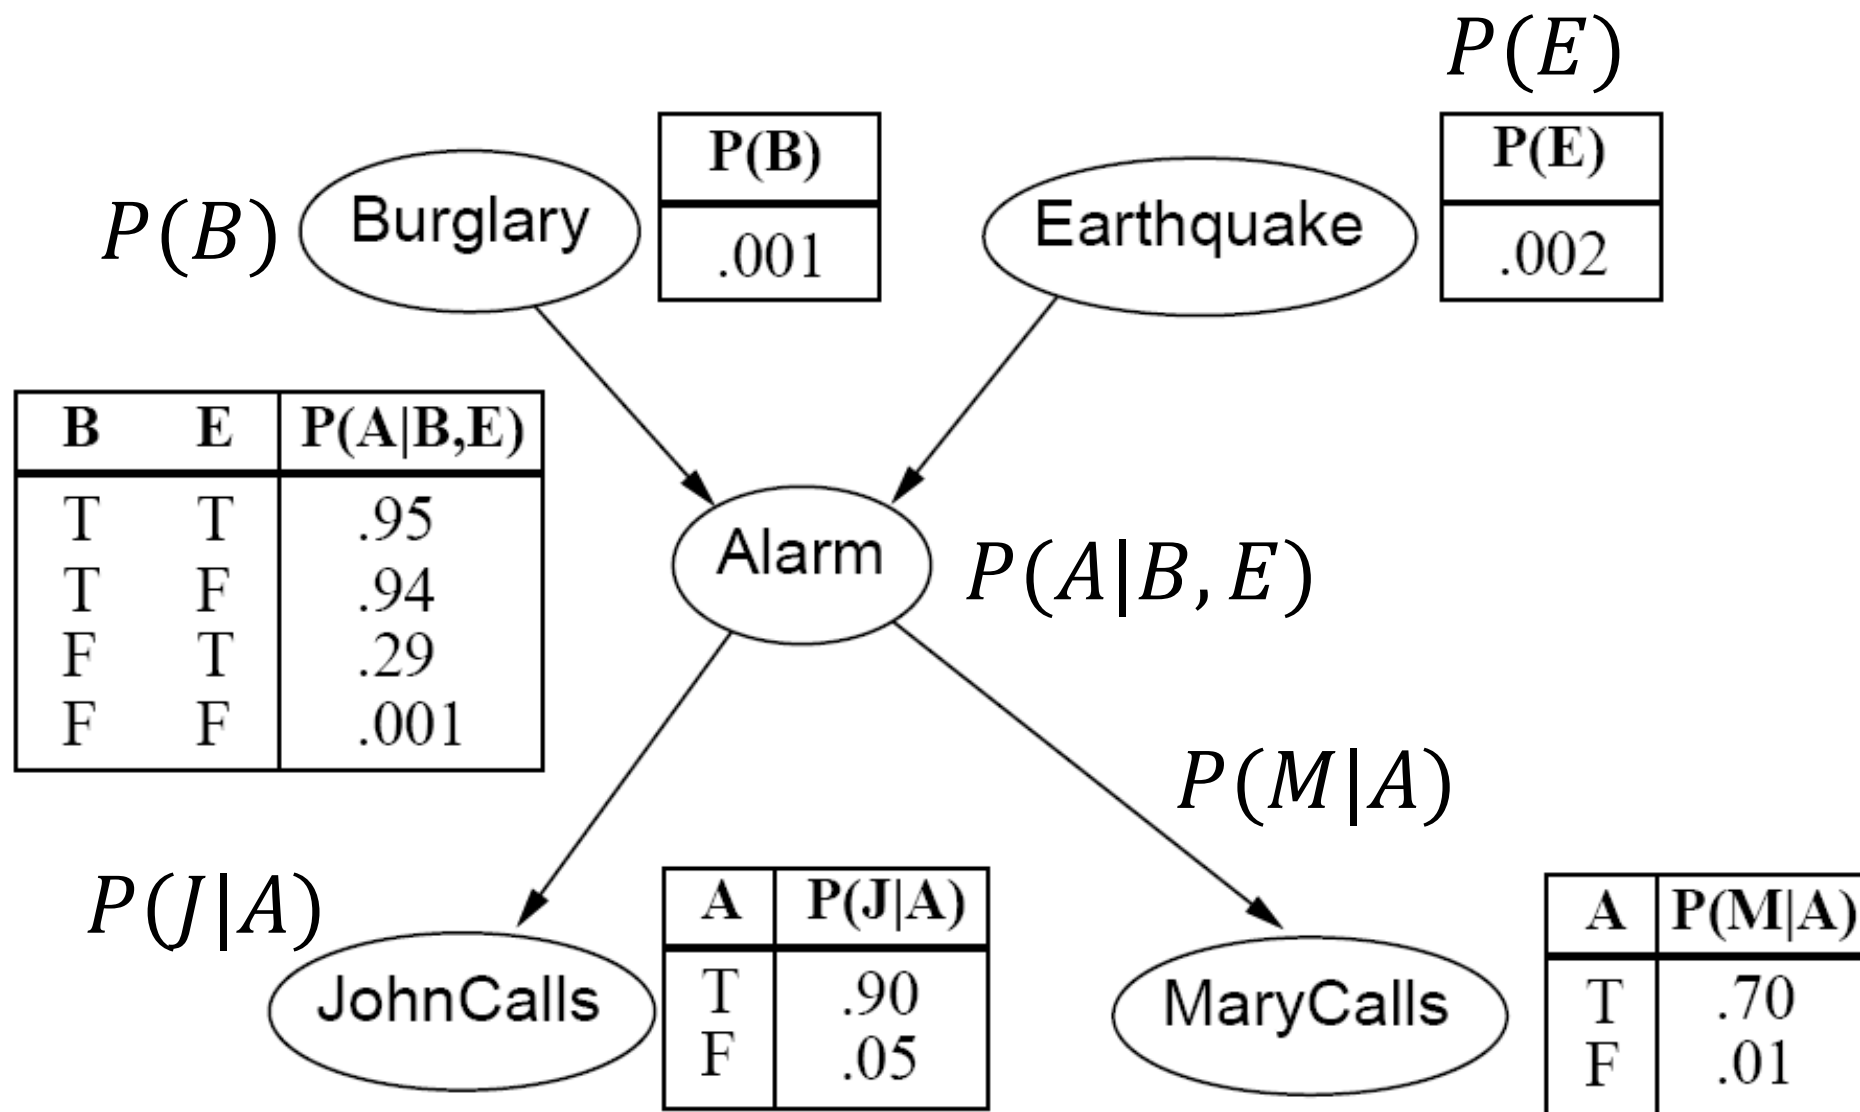 P(E)
P(B)
P(E)
P(B)
Burglary
.001
Earthquake
.002
B E P(A|B,E)
T T .95
T F .94
F T .29
F F .001
Alarm
P(A|B,E)
P(M|A)
P(J|A)
JohnCalls
A P(J|A)
T .90
F .05
MaryCalls
A P(M|A)
T .70
F .01